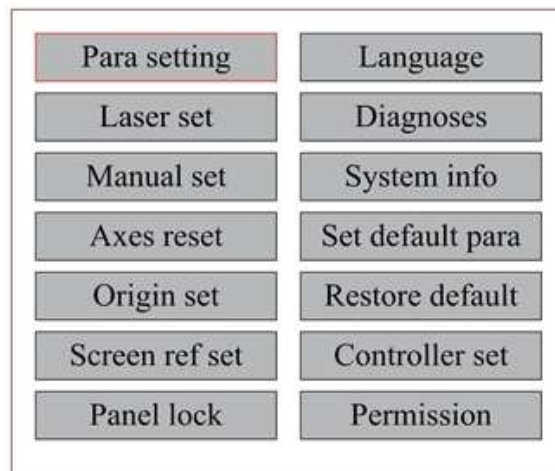 Para setting
Language
Laser set
Diagnoses
Manual set
System info
Axes reset
Set default para
Origin set
Restore default
Screen ref set
Controller set
Panel lock
Permission